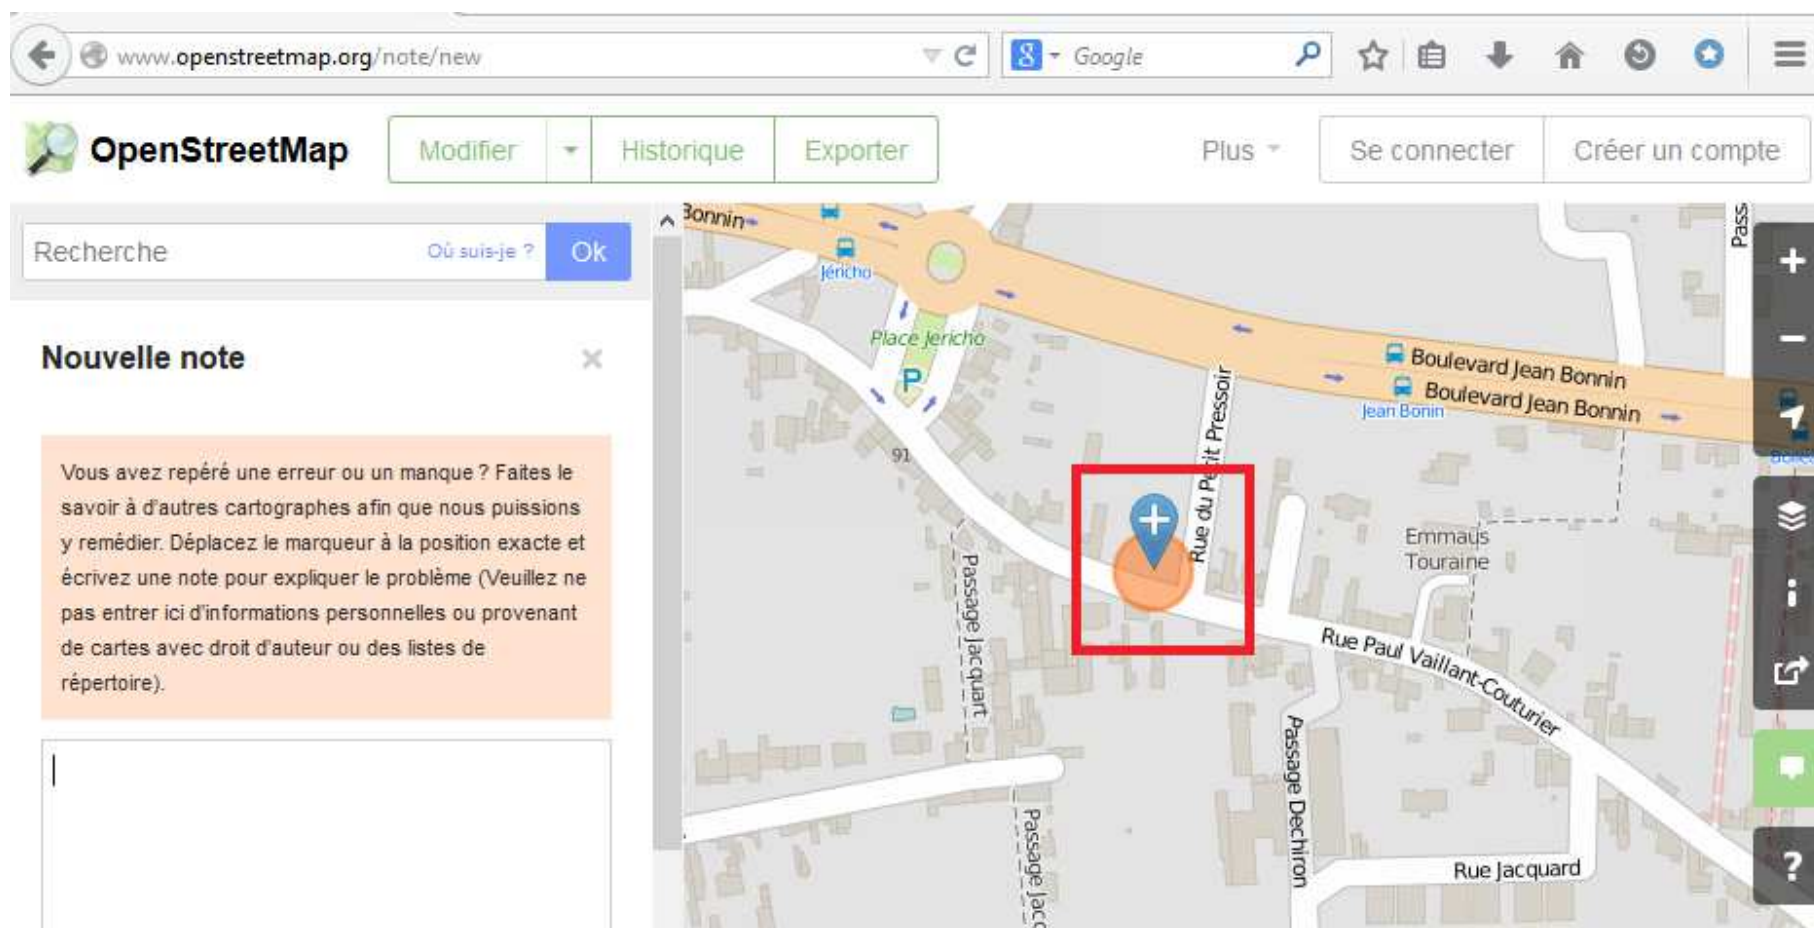 www.openstreetmap.org/note/new
Google
OpenStreetMap
Modifier
Historique
Exporter
Plus
Se connecter
Créer un compte
Recherche
Où suis-je ?
Ok
Nouvelle note
Vous avez repéré une erreur ou un manque ? Faites le
savoir à d'autres cartographes afin que nous puissions
y remédier. Déplacez le marqueur à la position exacte et
écrivez une note pour expliquer le problème (Veuillez ne
pas entrer ici d'informations personnelles ou provenant
de cartes avec droit d'auteur ou des listes de
répertoire).
Bonnin
Jéricho
Place Jericho
P
91
Pass
Boulevard Jean Bonnin
Boulevard Jean Bonnin
Jean Bonin
Rue du Petit Pressoir
Emmaüs
Touraine
Passage Jacquart
Rue Paul Vaillant-Couturier
Passage Dechiron
Passage Jacq
Rue Jacquard